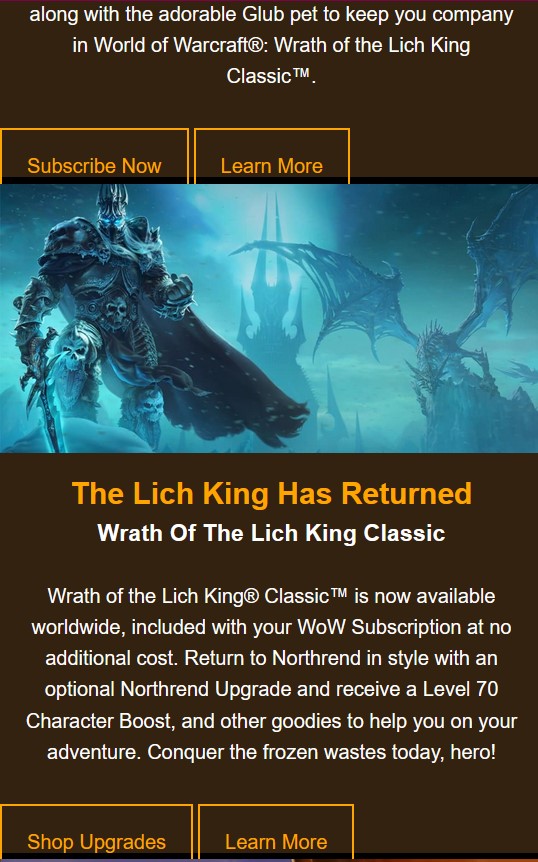 along with the adorable Glub pet to keep you company
in World of Warcraft®: Wrath of the Lich King
Classic™.
Subscribe Now
Learn More
The Lich King Has Returned
Wrath Of The Lich King Classic
Wrath of the Lich King® Classic™ is now available
worldwide, included with your WoW Subscription at no
additional cost. Return to Northrend in style with an
optional Northrend Upgrade and receive a Level 70
Character Boost, and other goodies to help you on your
adventure. Conquer the frozen wastes today, hero!
Shop Upgrades
Learn More